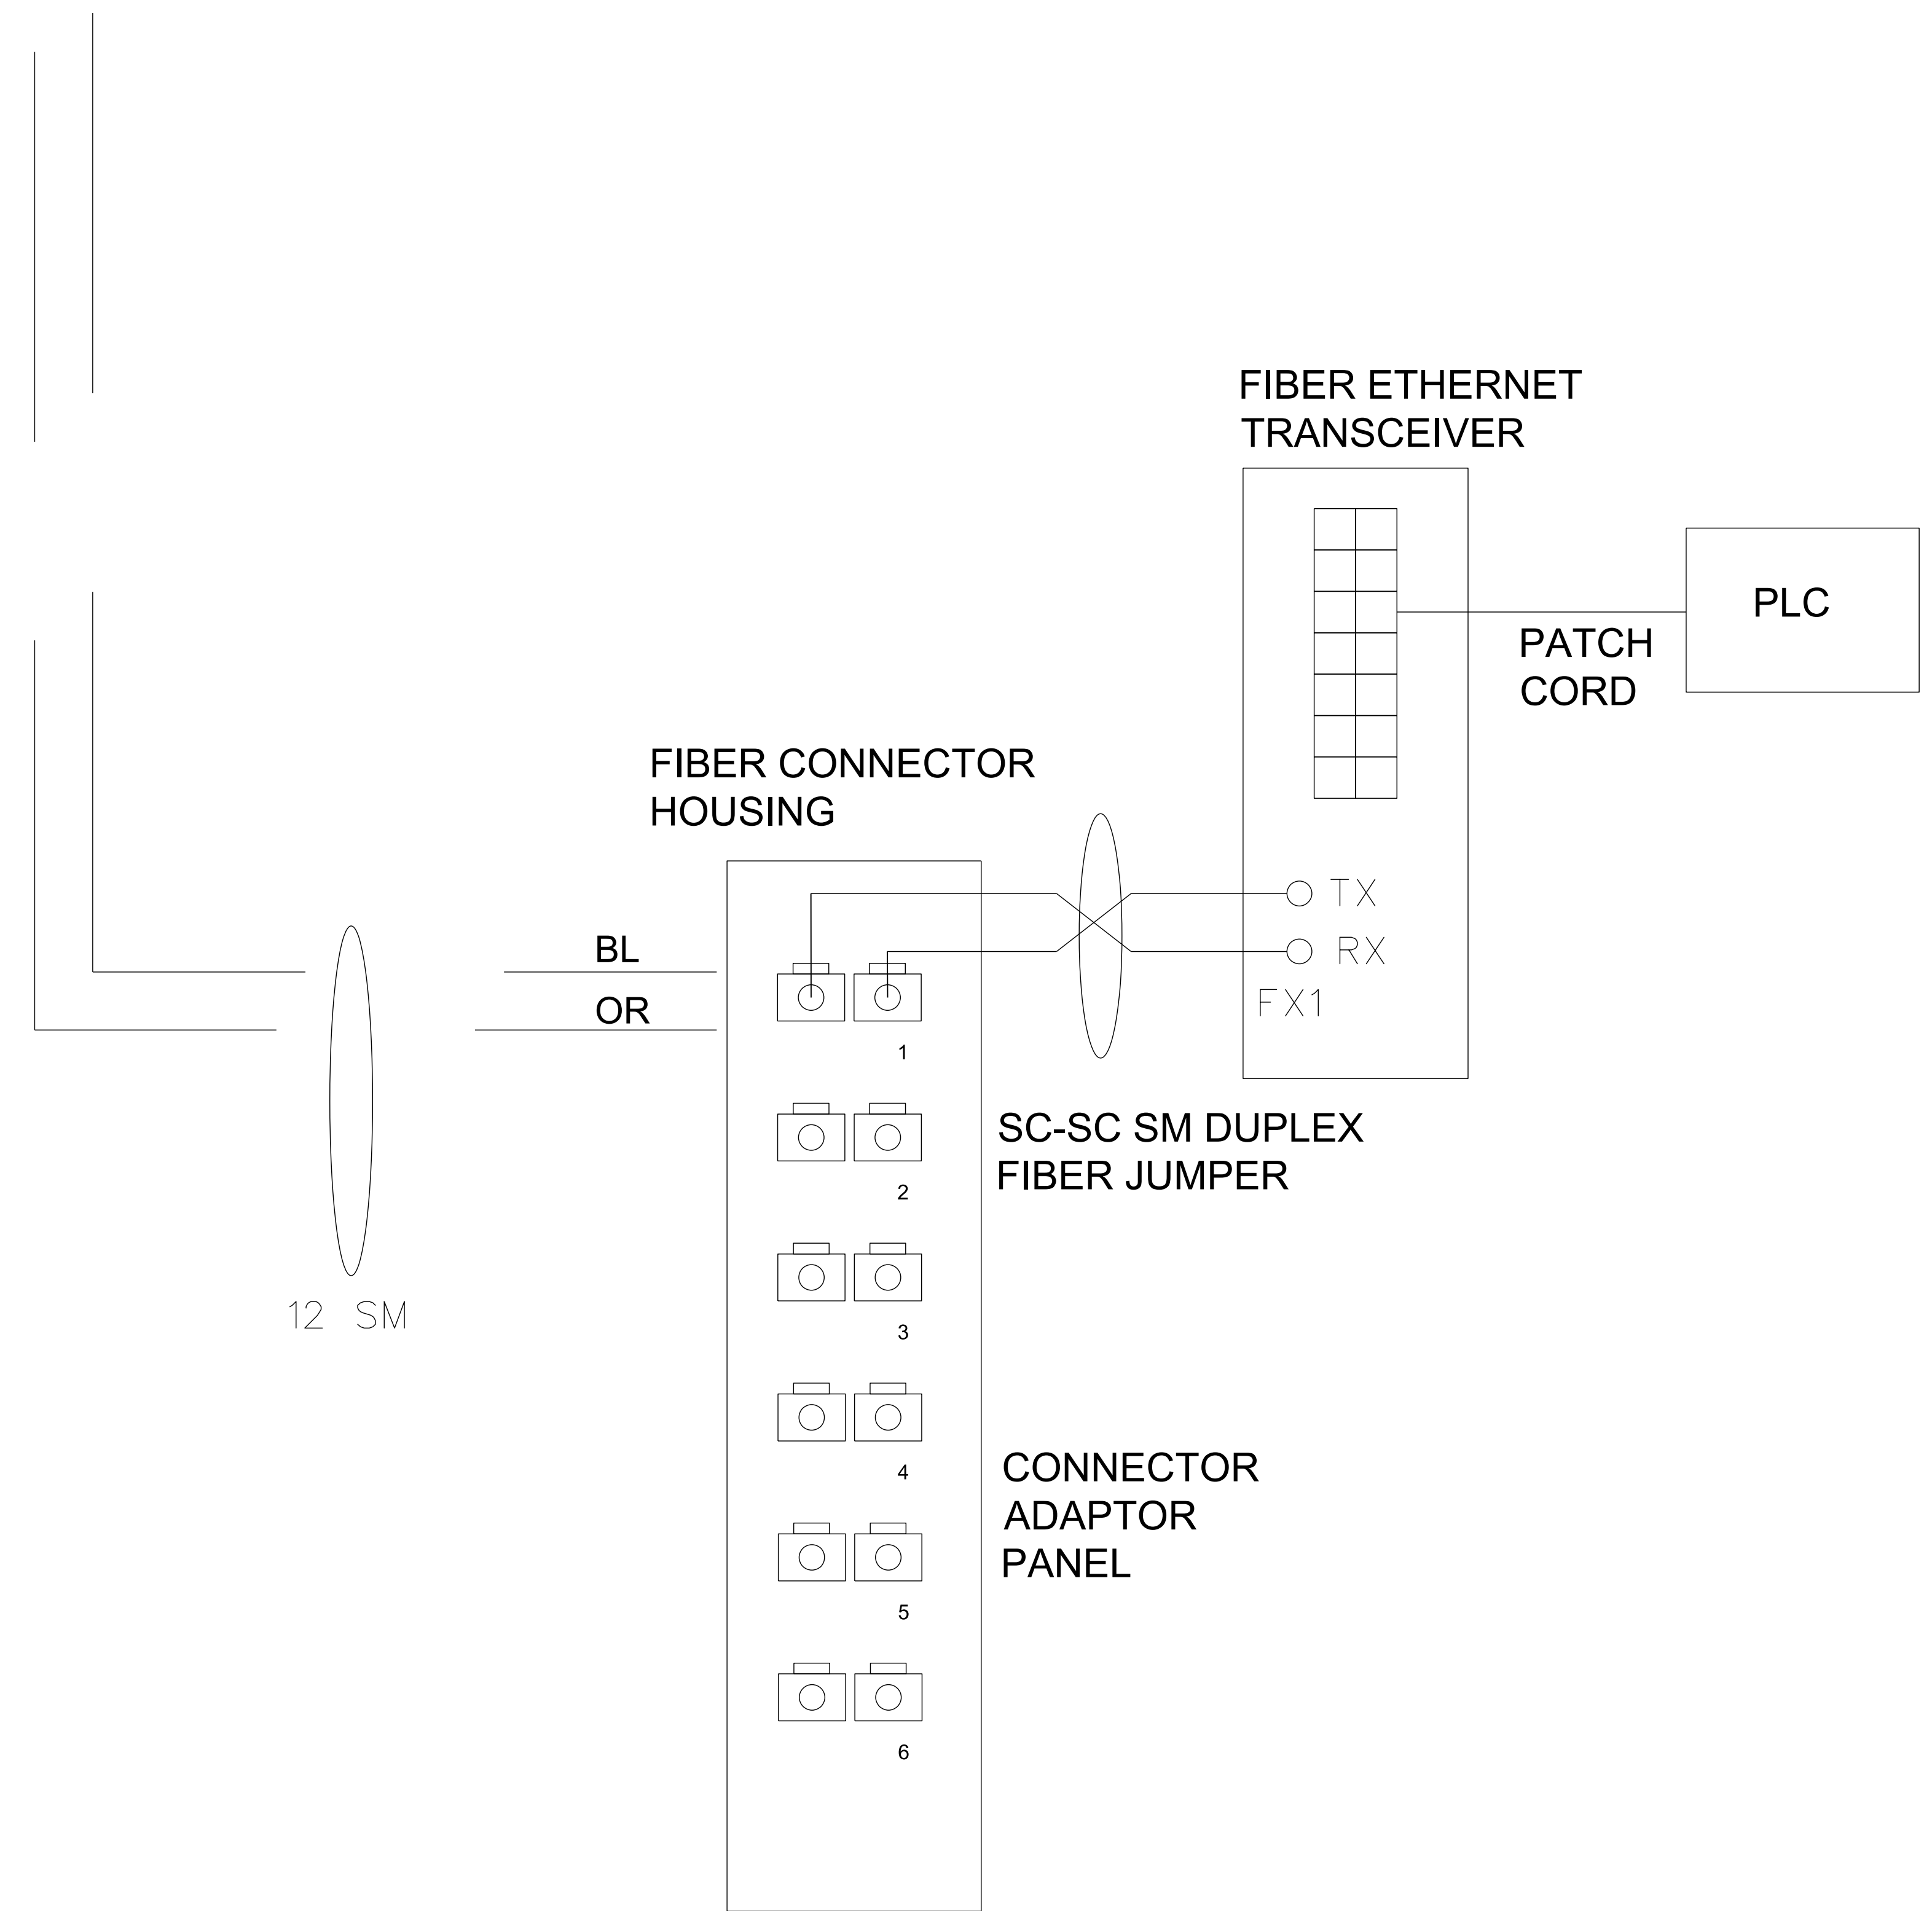 FIBER ETHERNET
TRANSCEIVER
PLC
PATCH
CORD
FIBER CONNECTOR
HOUSING
TX
RX
FX1
BL
OR
1
SC-SC SM DUPLEX
FIBER JUMPER
2
12 SM
3
4
CONNECTOR
ADAPTOR
PANEL
5
6